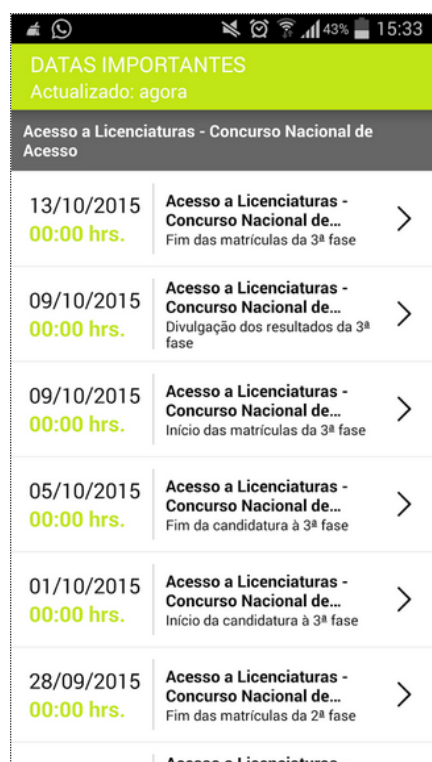 43% 15:33
DATAS IMPORTANTES
Actualizado: agora
Acesso a Licenciaturas - Concurso Nacional de
Acesso
13/10/2015
00:00 hrs.
Acesso a Licenciaturas -
Concurso Nacional de...
Fim das matrículas da 3ª fase
09/10/2015
00:00 hrs.
Acesso a Licenciaturas -
Concurso Nacional de...
Divulgação dos resultados da 3ª
fase
09/10/2015
00:00 hrs.
Acesso a Licenciaturas -
Concurso Nacional de...
Início das matrículas da 3ª fase
05/10/2015
00:00 hrs.
Acesso a Licenciaturas -
Concurso Nacional de...
Fim da candidatura à 3ª fase
01/10/2015
00:00 hrs.
Acesso a Licenciaturas -
Concurso Nacional de...
Início da candidatura à 3ª fase
28/09/2015
00:00 hrs.
Acesso a Licenciaturas -
Concurso Nacional de...
Fim das matrículas da 2ª fase